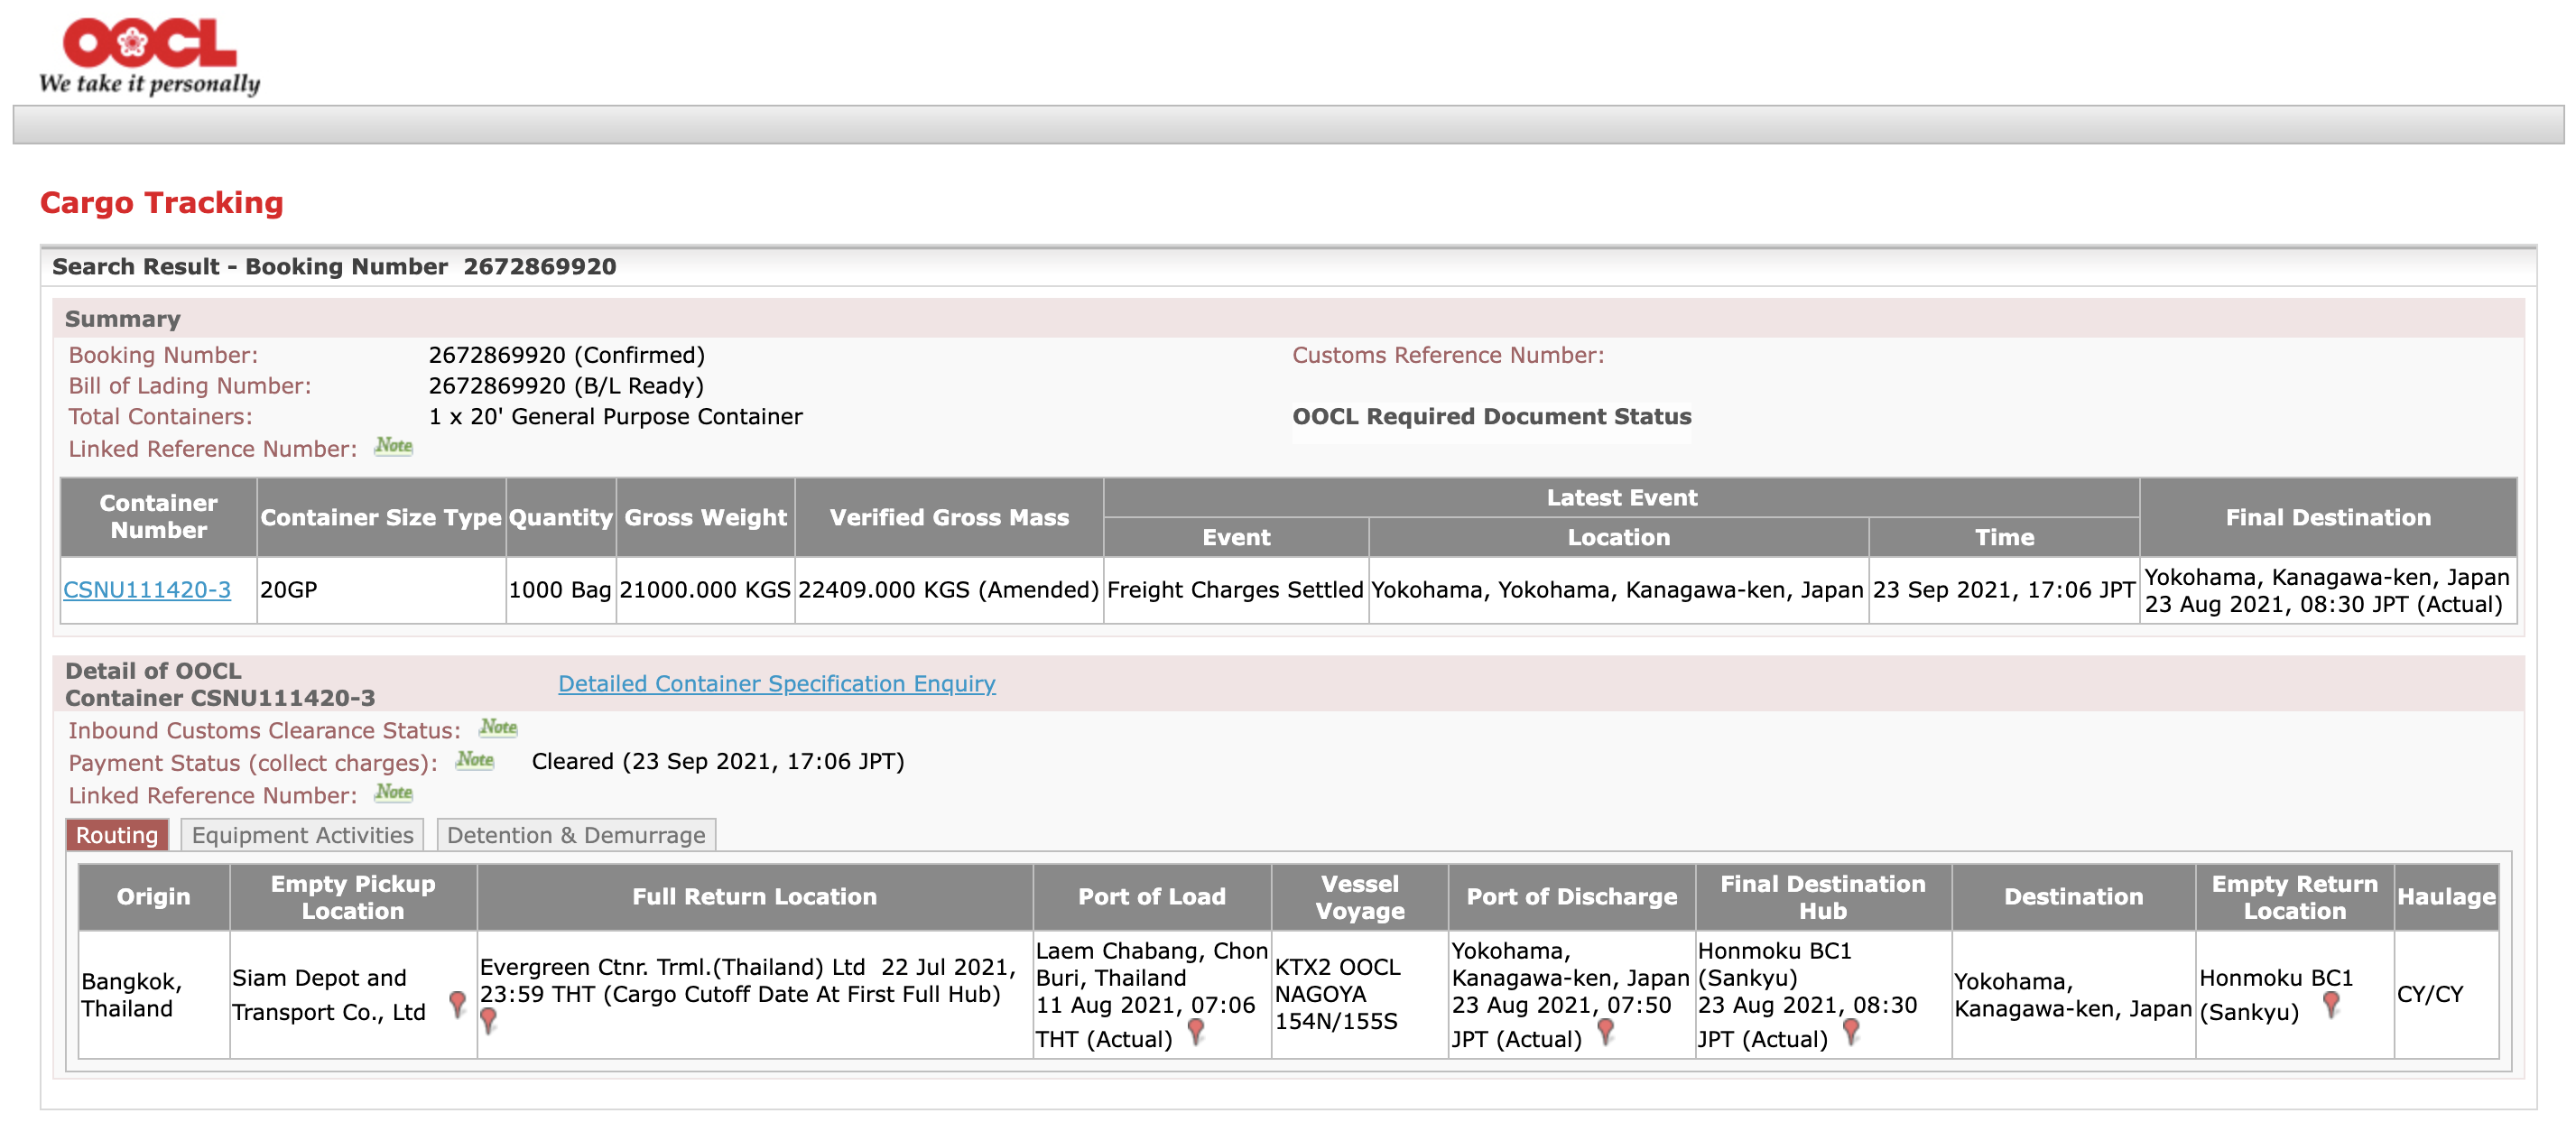 OOCL
We take it personally
Cargo Tracking
Search Result - Booking Number 2672869920
Summary
Booking Number: 2672869920 (Confirmed) Customs Reference Number:
Bill of Lading Number: 2672869920 (B/L Ready)
Total Containers: 1 x 20' General Purpose Container OOCL Required Document Status
Linked Reference Number: Note
Container Number Container Size Type Quantity Gross Weight Verified Gross Mass Latest Event Final Destination
Event Location Time
CSNU111420-3 20GP 1000 Bag 21000.000 KGS 22409.000 KGS (Amended) Freight Charges Settled Yokohama, Yokohama, Kanagawa-ken, Japan 23 Sep 2021, 17:06 JPT Yokohama, Kanagawa-ken, Japan
23 Aug 2021, 08:30 JPT (Actual)
Detail of OOCL
Container CSNU111420-3 Detailed Container Specification Enquiry
Inbound Customs Clearance Status: Note
Payment Status (collect charges): Note Cleared (23 Sep 2021, 17:06 JPT)
Linked Reference Number: Note
Routing Equipment Activities Detention & Demurrage
Origin Empty Pickup Location Full Return Location Port of Load Vessel Voyage Port of Discharge Final Destination Hub Destination Empty Return Location Haulage
Bangkok,
Thailand
Siam Depot and
Transport Co., Ltd
Evergreen Ctnr. Trml.(Thailand) Ltd 22 Jul 2021,
23:59 THT (Cargo Cutoff Date At First Full Hub)
Laem Chabang, Chon
Buri, Thailand
11 Aug 2021, 07:06
THT (Actual)
KTX2 OOCL
NAGOYA
154N/155S
Yokohama,
Kanagawa-ken, Japan
23 Aug 2021, 07:50
JPT (Actual)
Honmoku BC1
(Sankyu)
23 Aug 2021, 08:30
JPT (Actual)
Yokohama,
Kanagawa-ken, Japan
Honmoku BC1
(Sankyu)
CY/CY